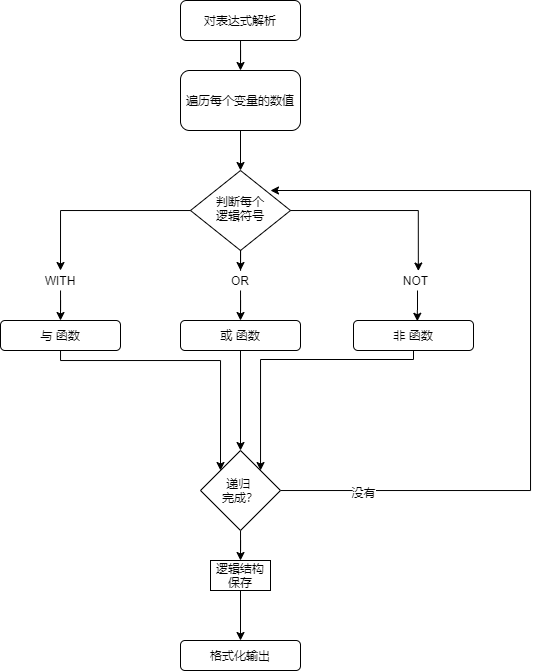 对表达式解析
遍历每个变量的数值
判断每个
逻辑符号
WITH
OR
NOT
与 函数
或 函数
非 函数
递归
完成?
没有
逻辑结构
保存
格式化输出